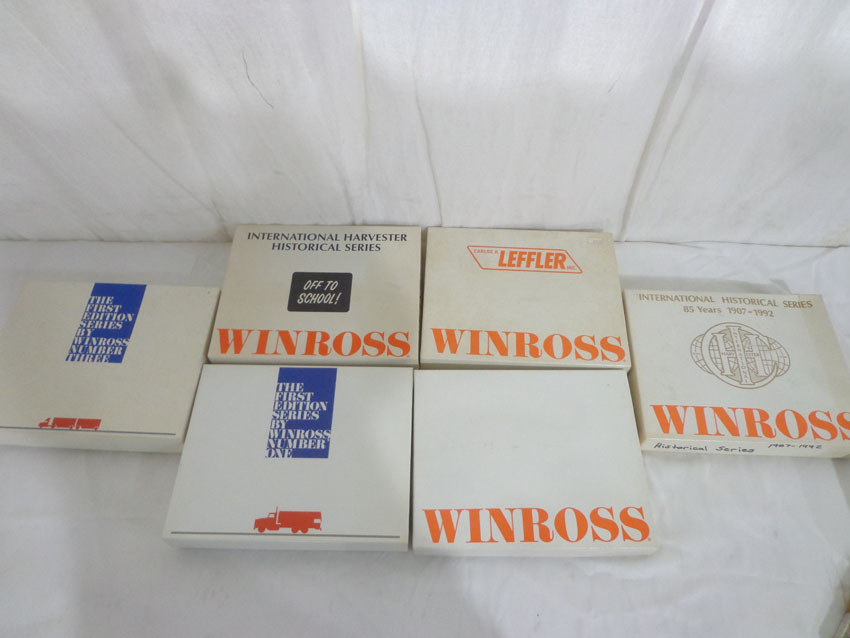 INTERNATIONAL HARVESTER
HISTORICAL SERIES
OFF TO
SCHOOL!
WINROSS
CARLOS R.
LEFFLER
INC.
WINROSS
THE
FIRST
EDITION
SERIES
BY
WINROSS
NUMBER
THREE
INTERNATIONAL HISTORICAL SERIES
85 Years 1907-1992
WINROSS
Historical Series 1907-1992
THE
FIRST
EDITION
SERIES
BY
WINROSS
NUMBER
ONE
WINROSS